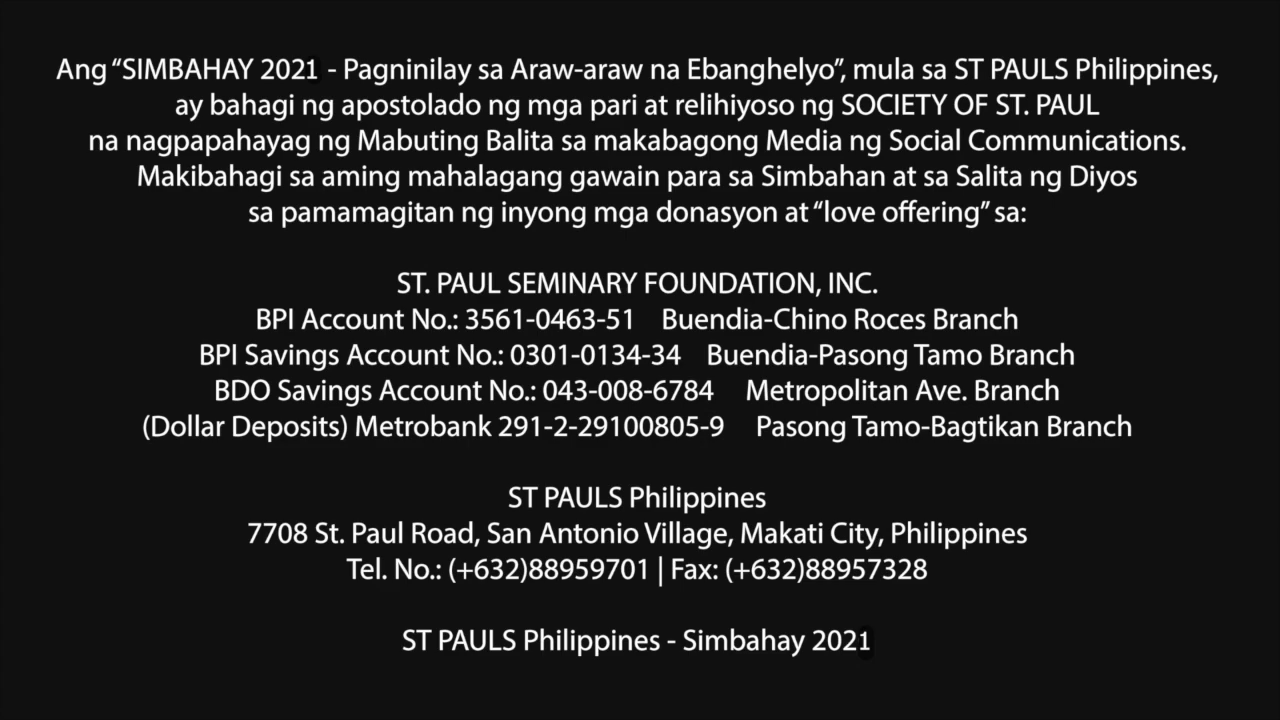 Ang “SIMBAHAY 2021 - Pagninilay sa Araw-araw na Ebanghelyo”, mula sa ST PAULS Philippines,
ay bahagi ng apostolado ng mga pari at relihiyoso ng SOCIETY OF ST. PAUL
na nagpapahayag ng Mabuting Balita sa makabagong Media ng Social Communications.
Makibahagi sa aming mahalagang gawain para sa Simbahan at sa Salita ng Diyos
sa pamamagitan ng inyong mga donasyon at “love offering” sa:
ST. PAUL SEMINARY FOUNDATION, INC.
BPI Account No.: 3561-0463-51 Buendia-Chino Roces Branch
BPI Savings Account No.: 0301-0134-34 Buendia-Pasong Tamo Branch
BDO Savings Account No.: 043-008-6784 Metropolitan Ave. Branch
(Dollar Deposits) Metrobank 291-2-29100805-9 Pasong Tamo-Bagtikan Branch
ST PAULS Philippines
7708 St. Paul Road, San Antonio Village, Makati City, Philippines
Tel. No.: (+632)88959701 | Fax: (+632)88957328
ST PAULS Philippines - Simbahay 2021